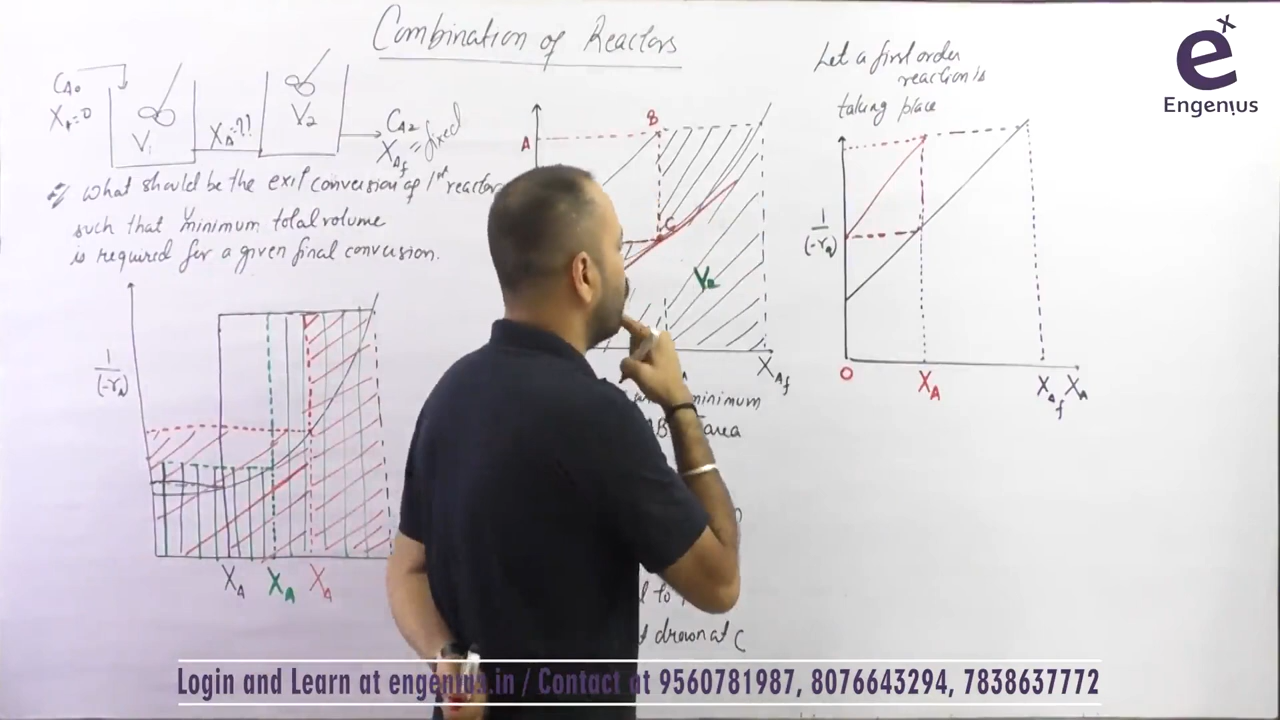 Combination of Reactors
CA0
XA=0
V1
XA=??
V2
CA2
XAf = fixed
What should be the exit conversion of 1st reactor
such that minimum total volume
is required for a given final conversion.
1/(-rA)
XA
XA
XA
A
B
C
V2
XAf
minimum
area
drawn at C
Let a first order
reaction is
taking place
1/(-rA)
O
XA
XAf
XA
ex
Engenius
Login and Learn at engenius.in / Contact at 9560781987, 8076643294, 7838637772